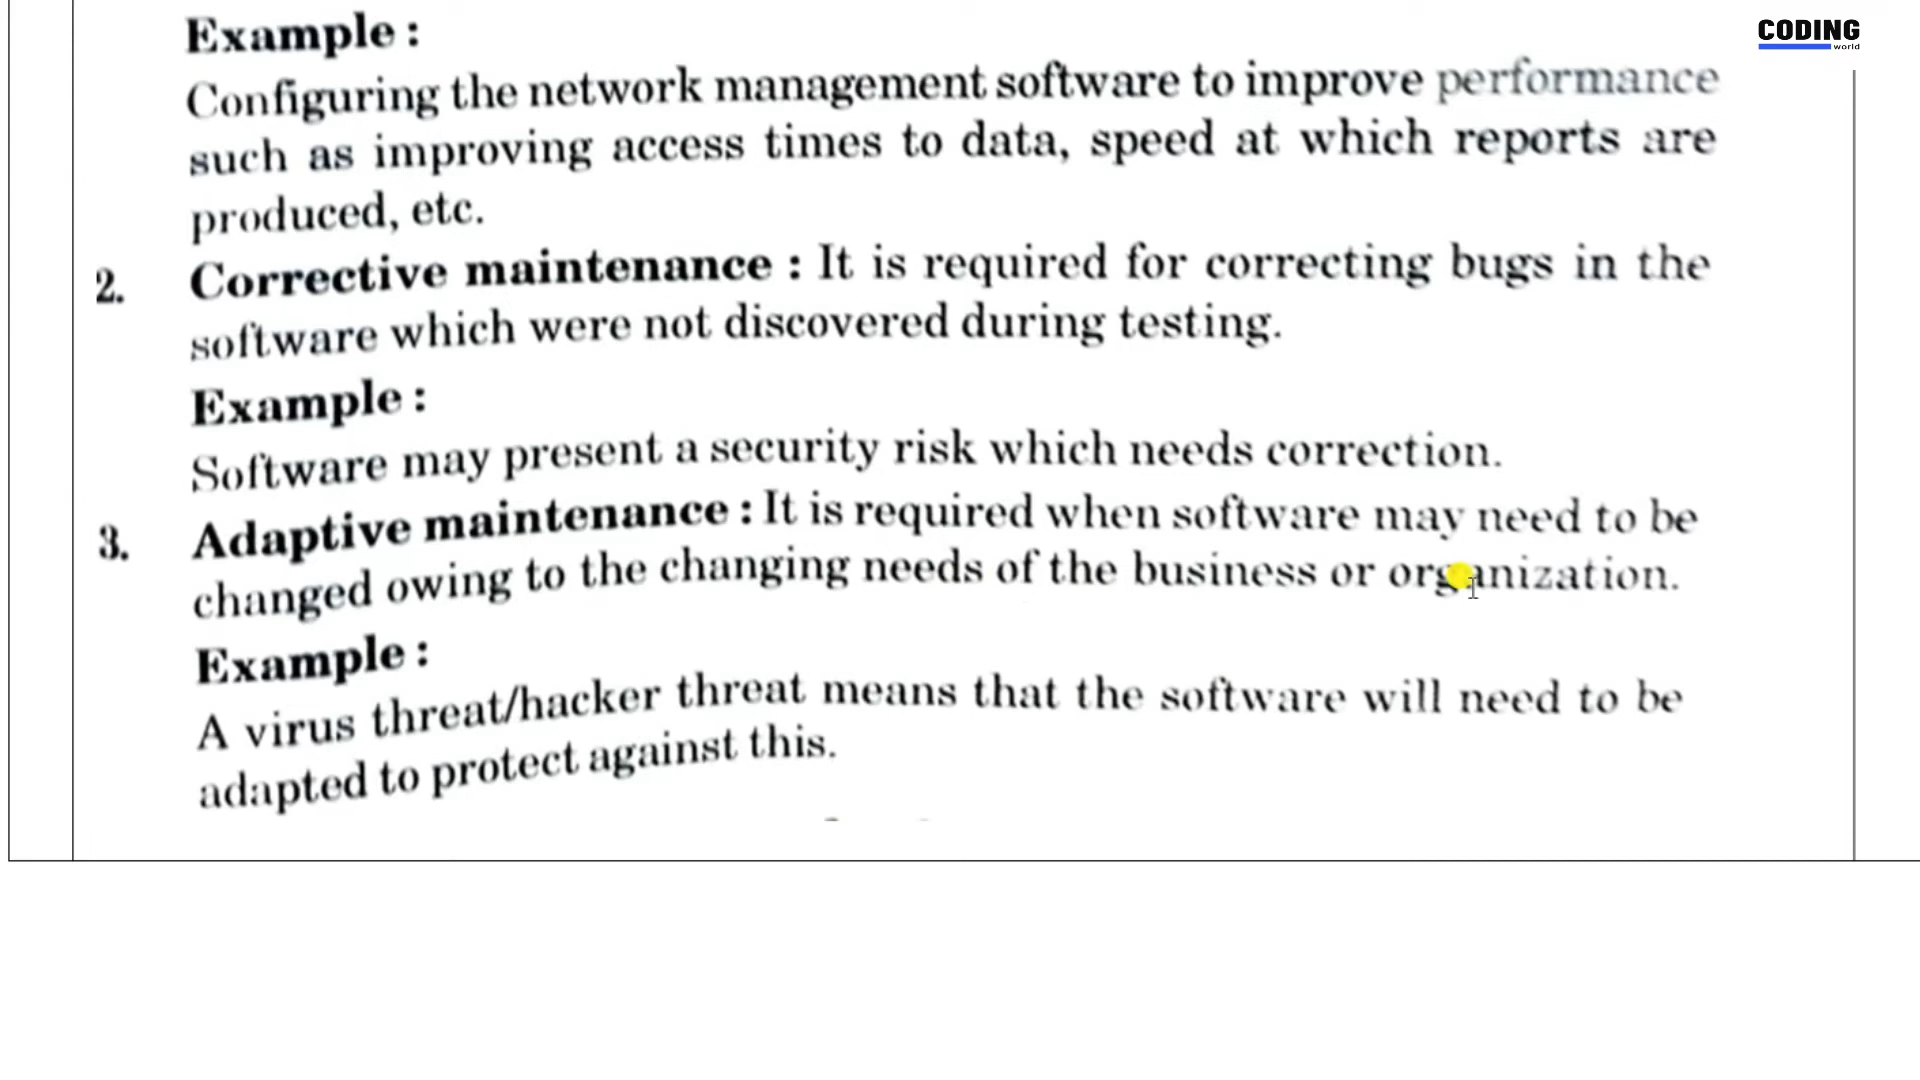 CODING
world
Example :
Configuring the network management software to improve performance
such as improving access times to data, speed at which reports are
produced, etc.
2. Corrective maintenance : It is required for correcting bugs in the
software which were not discovered during testing.
Example :
Software may present a security risk which needs correction.
3. Adaptive maintenance : It is required when software may need to be
changed owing to the changing needs of the business or organization.
Example :
A virus threat/hacker threat means that the software will need to be
adapted to protect against this.